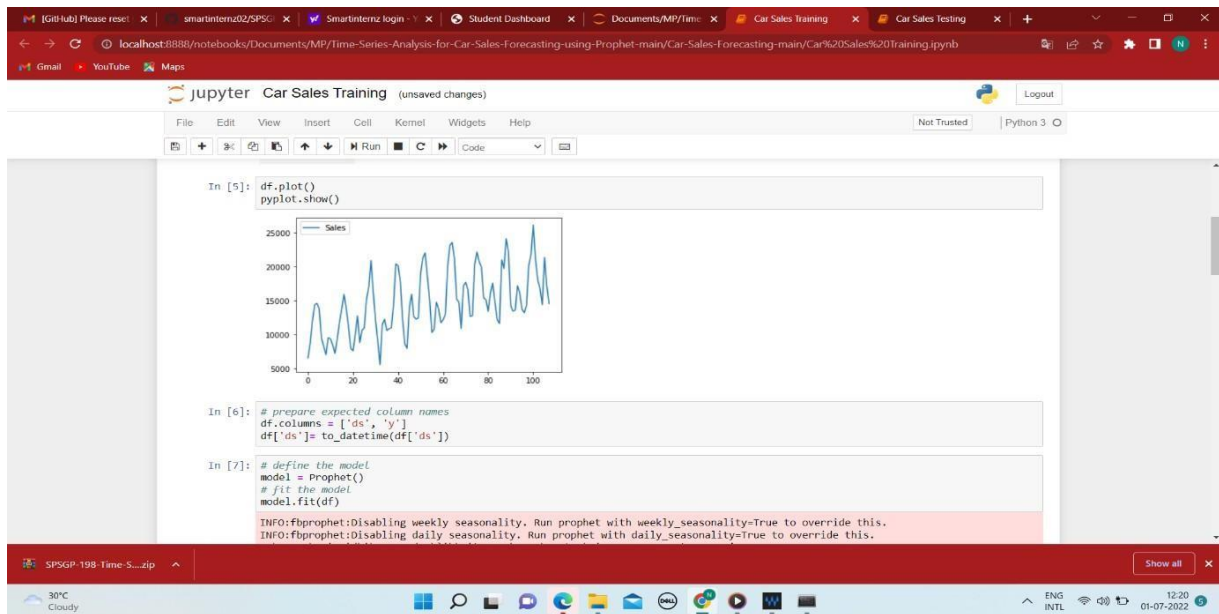 [GitHub] Please reset
smartinternz02/SPSG
Smartinternz login - Y
Student Dashboard
Documents/MP/Time
Car Sales Training
Car Sales Testing
localhost:8888/notebooks/Documents/MP/Time-Series-Analysis-for-Car-Sales-Forecasting-using-Prophet-main/Car-Sales-Forecasting-main/Car%20Sales%20Training.ipynb
N
Gmail YouTube Maps
jupyter Car Sales Training (unsaved changes)
Logout
File Edit View Insert Cell Kernel Widgets Help
Not Trusted Python 3
Run Code
In [5]: df.plot()
pyplot.show()
Sales
25000
20000
15000
10000
5000
0 20 40 60 80 100
In [6]: # prepare expected column names
df.columns = ['ds', 'y']
df['ds']= to_datetime(df['ds'])
In [7]: # define the model
model = Prophet()
# fit the model
model.fit(df)
INFO:fbprophet:Disabling weekly seasonality. Run prophet with weekly_seasonality=True to override this.
INFO:fbprophet:Disabling daily seasonality. Run prophet with daily_seasonality=True to override this.
SPSGP-198-Time-S....zip
Show all
30°C
Cloudy
DELL
ENG
INTL
12:20
01-07-2022
5